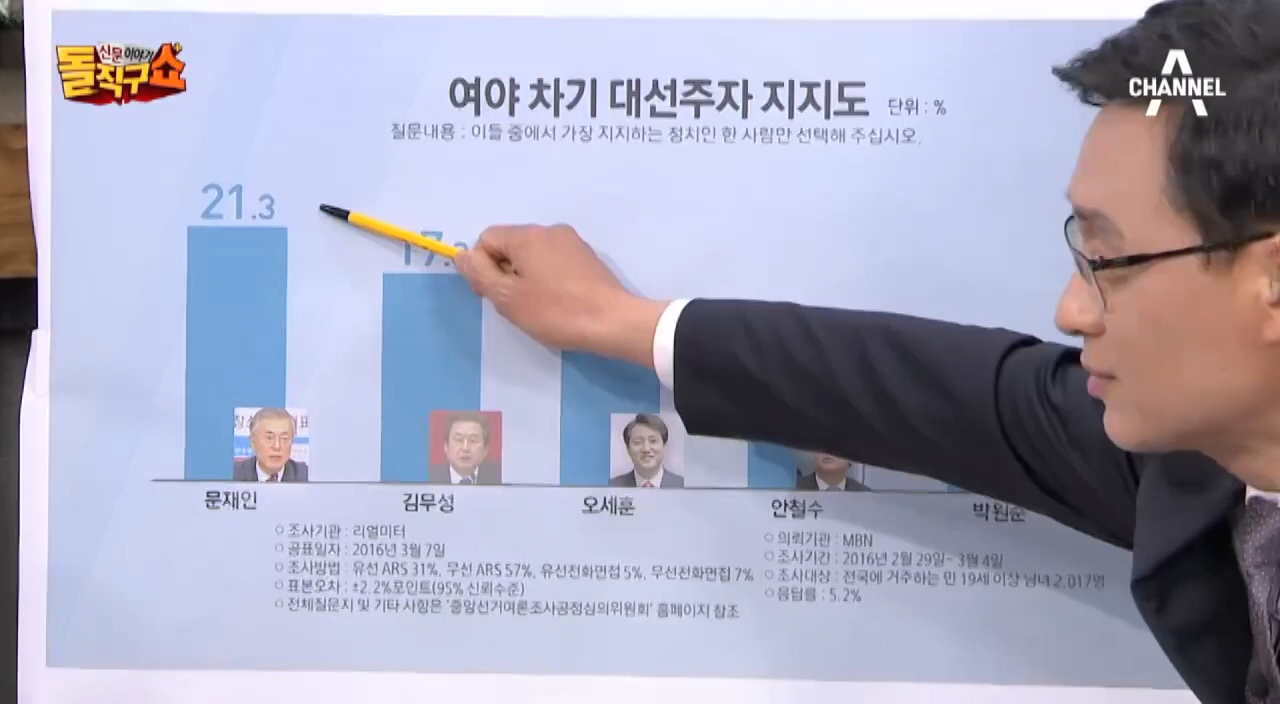 신문이야기
돌직구쇼
CHANNEL A
여야 차기 대선주자 지지도 단위 : %
질문내용 : 이들 중에서 가장 지지하는 정치인 한 사람만 선택해 주십시오.
21.3
17.
문재인
김무성
오세훈
안철수
박원순
○ 조사기관 : 리얼미터
○ 공표일자 : 2016년 3월 7일
○ 조사방법 : 유선 ARS 31%, 무선 ARS 57%, 유선전화면접 5%, 무선전화면접 7%
○ 표본오차 : ±2.2%포인트(95% 신뢰수준)
○ 전체질문지 및 기타 사항은 '중앙선거여론조사공정심의위원회' 홈페이지 참조
○ 의뢰기관 : MBN
○ 조사기간 : 2016년 2월 29일~ 3월 4일
○ 조사대상 : 전국에 거주하는 만 19세 이상 남녀 2,017명
○ 응답률 : 5.2%